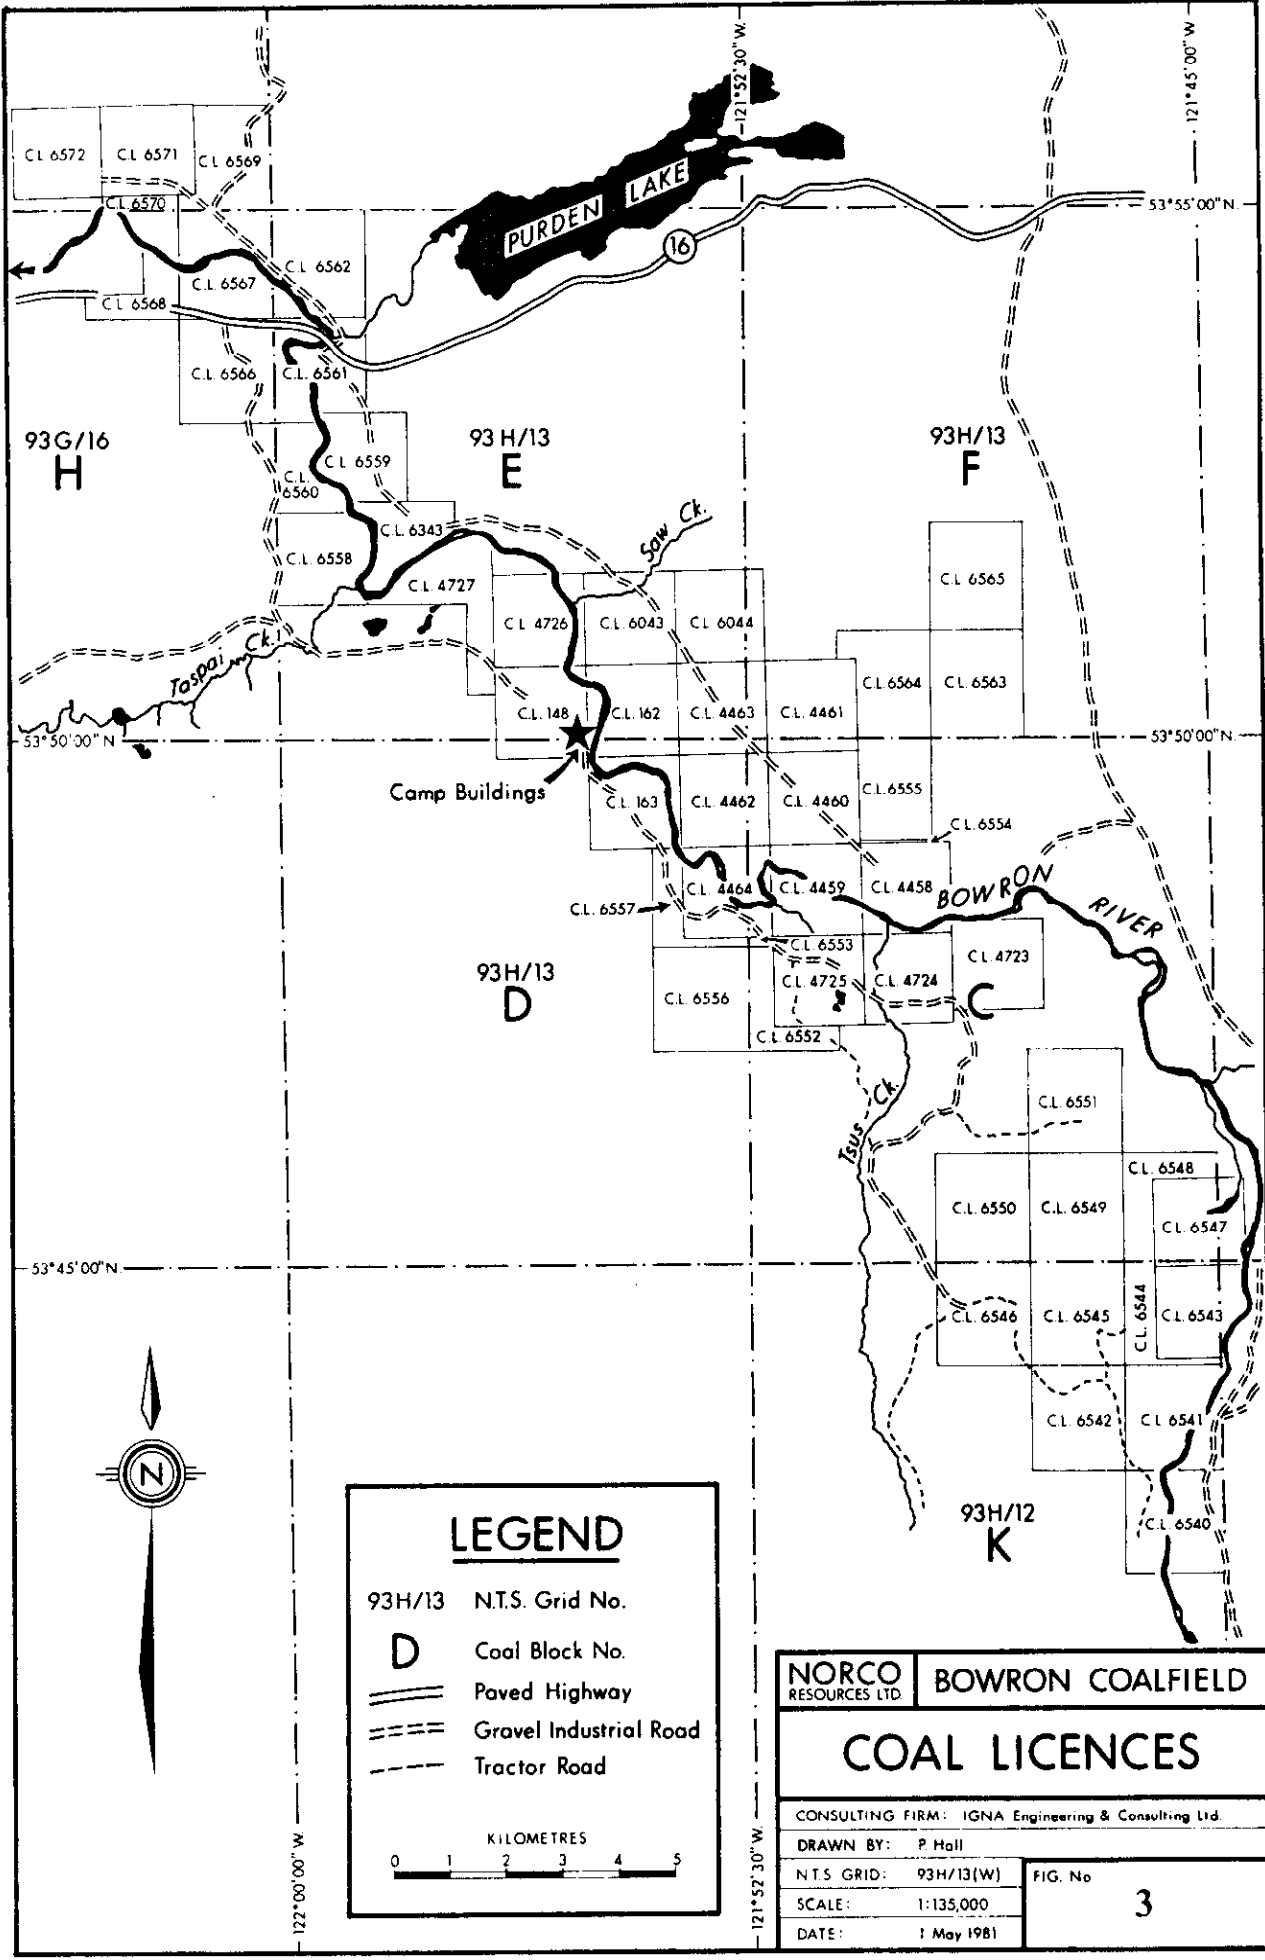 121°52'30"W.
121°45'00"W
C.L 6572
C.L 6571
C.L 6569
C.L.6570
PURDEN LAKE
16
53°55'00"N.
C.L 6562
C.L. 6567
C.L 6568
C.L. 6566
C.L. 6561
93G/16
H
93H/13
E
93H/13
F
C.L 6559
C.L.
6560
C.L. 6343
Saw Ck.
C.L. 6558
C.L. 4727
C.L 6565
C.L 4726
C.L. 6043
C.L. 6044
Taspai Ck.
C.L. 6564
C.L. 6563
C.L. 148
C.L. 162
C.L. 4463
C.L. 4461
53°50'00"N
53°50'00"N.
Camp Buildings
C.L. 163
C.L. 4462
C.L. 4460
C.L. 6555
C.L. 6554
C.L. 4464
C.L. 4459
C.L. 4458
BOWRON RIVER
C.L. 6557
C.L. 6553
C.L. 4723
93H/13
D
C.L. 4725
C.L. 4724
C
C.L. 6556
C.L. 6552
Tsus Ck.
C.L. 6551
C.L. 6548
C.L. 6550
C.L. 6549
C.L. 6547
53°45'00"N.
C.L. 6546
C.L. 6545
C.L. 6544
C.L. 6543
C.L. 6542
C.L 6541
N
93H/12
K
C.L. 6540
LEGEND
93H/13 N.T.S. Grid No.
D Coal Block No.
Paved Highway
Gravel Industrial Road
Tractor Road
KILOMETRES
0 1 2 3 4 5
122°00'00"W.
121°52'30"W.
NORCO
RESOURCES LTD.
BOWRON COALFIELD
COAL LICENCES
CONSULTING FIRM: IGNA Engineering & Consulting Ltd.
DRAWN BY: P. Hall
N.T.S GRID: 93H/13(W)
SCALE: 1:135,000
DATE: 1 May 1981
FIG. No
3